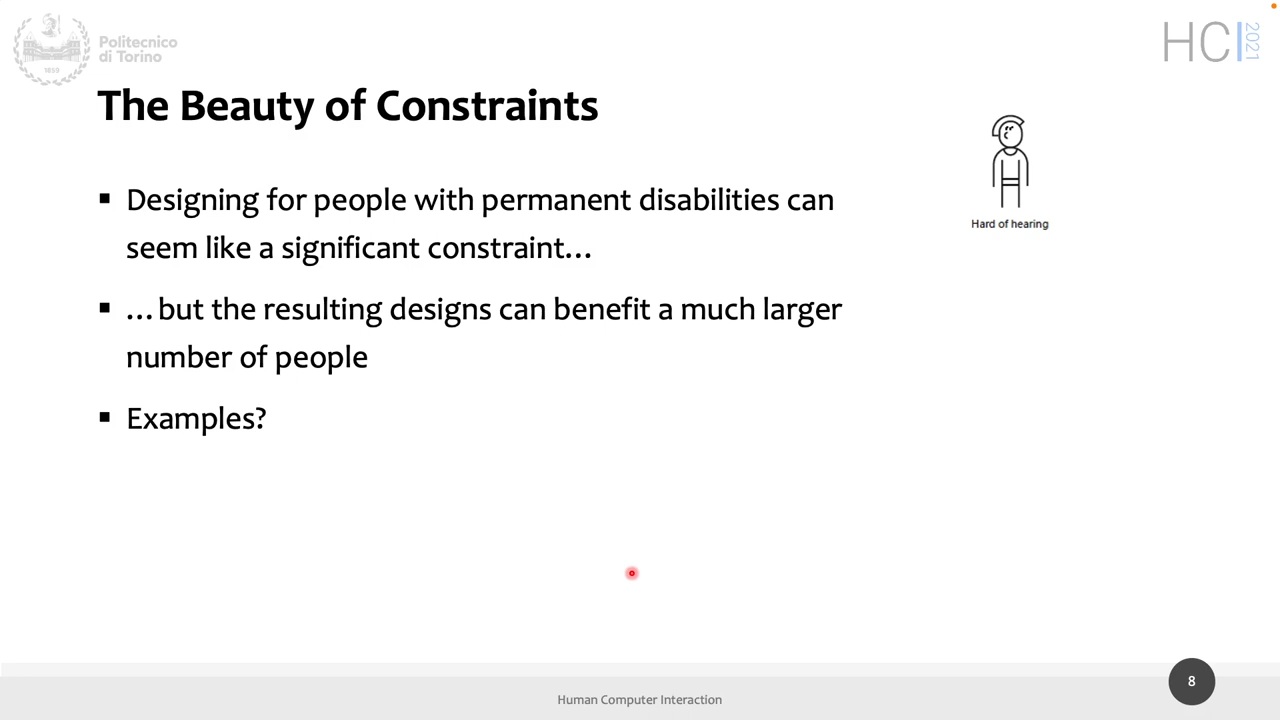 Politecnico
di Torino
1859
HCI 2021
The Beauty of Constraints
▪ Designing for people with permanent disabilities can
seem like a significant constraint…
▪ …but the resulting designs can benefit a much larger
number of people
▪ Examples?
Hard of hearing
Human Computer Interaction
8